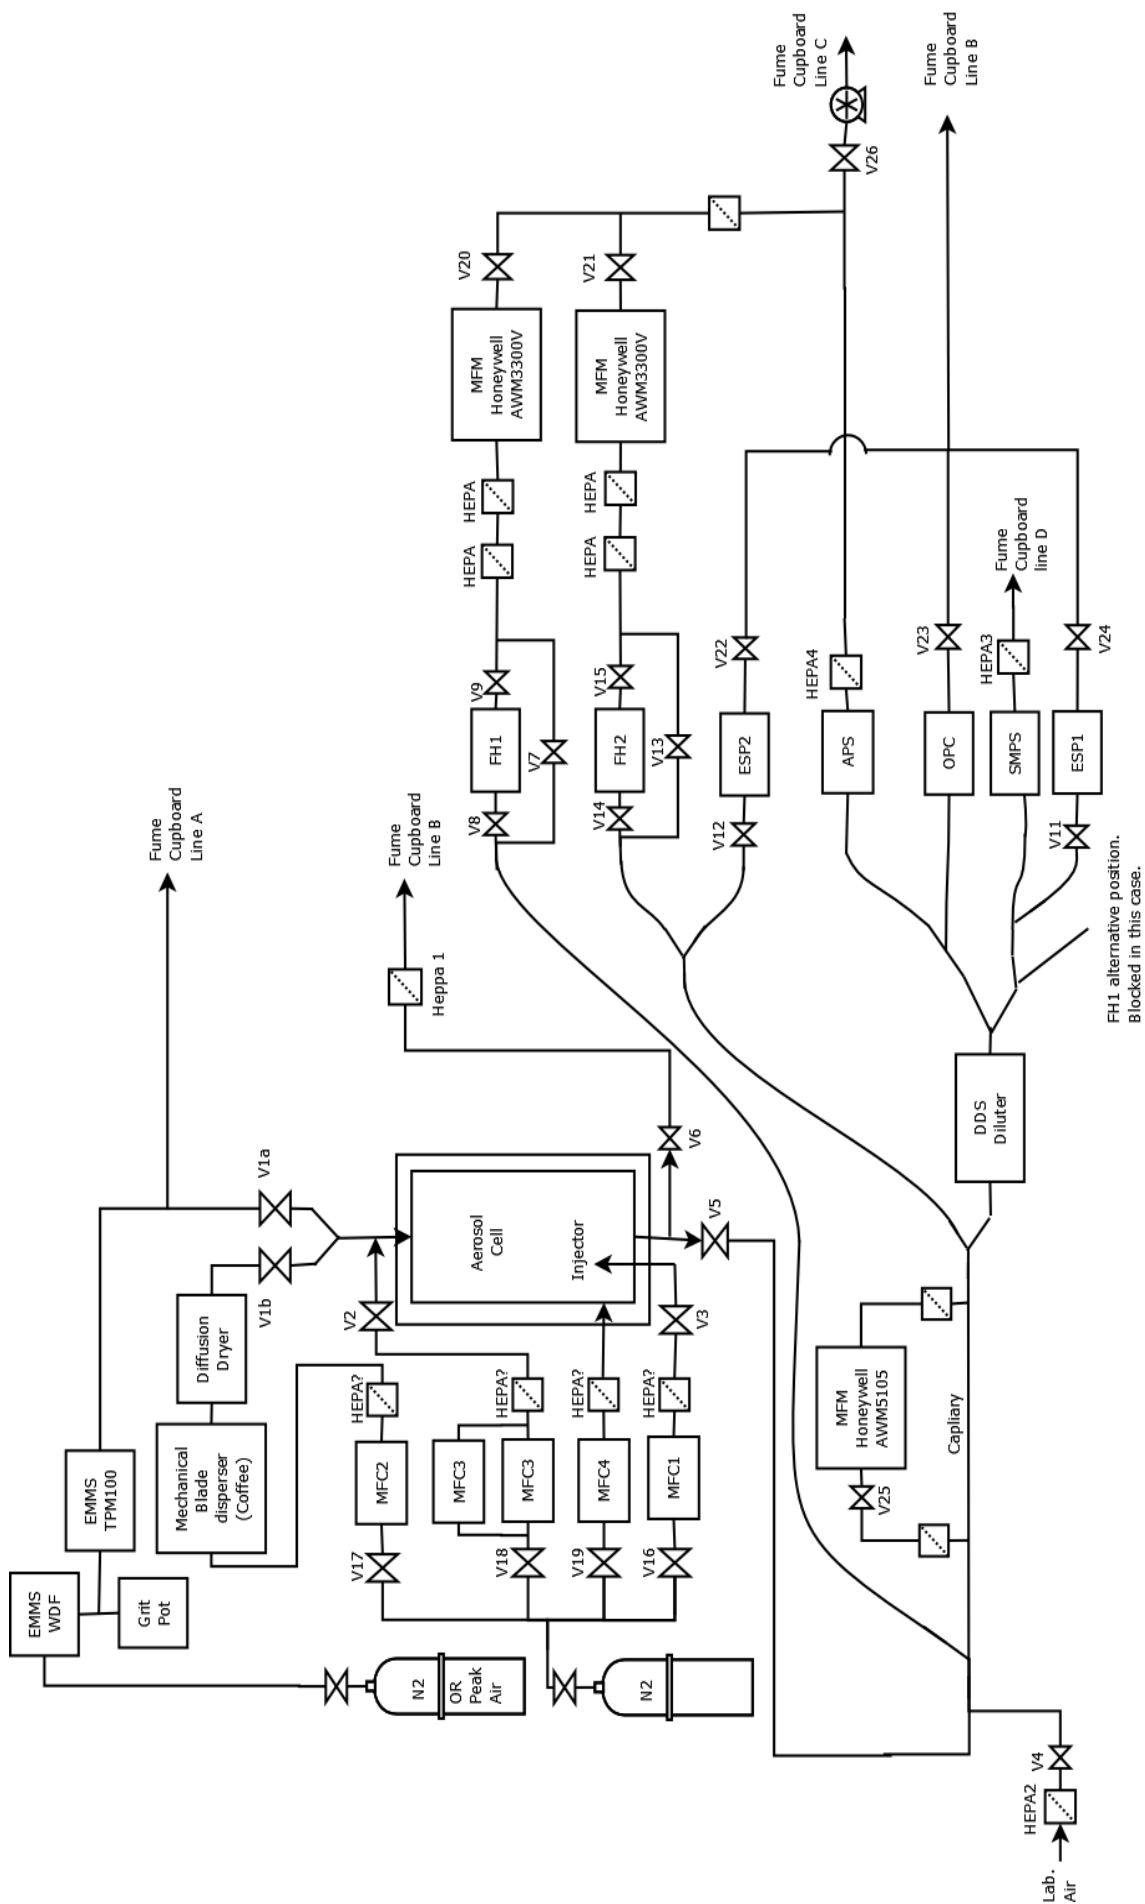 EMMS
WDF
Grit
Pot
EMMS
TPM100
Mechanical
Blade
disperser
(Coffee)
Diffusion
Dryer
V1b
V1a
Fume
Cupboard
Line A
N2
OR
Peak
Air
N2
V17
V18
V19
V16
MFC2
MFC3
MFC3
MFC4
MFC1
HEPA?
HEPA?
HEPA?
HEPA?
V2
V3
Aerosol
Cell
Injector
V5
V6
Heppa 1
Fume
Cupboard
Line B
V8
FH1
V9
V7
HEPA
HEPA
MFM
Honeywell
AWM3300V
V20
V14
FH2
V15
V13
HEPA
HEPA
MFM
Honeywell
AWM3300V
V21
V12
ESP2
V22
APS
HEPA4
V26
Fume
Cupboard
Line C
OPC
V23
Fume
Cupboard
Line B
SMPS
HEPA3
Fume
Cupboard
line D
V11
ESP1
V24
FH1 alternative position.
Blocked in this case.
DDS
Diluter
MFM
Honeywell
AWM5105
V25
Capliary
V4
HEPA2
Lab.
Air